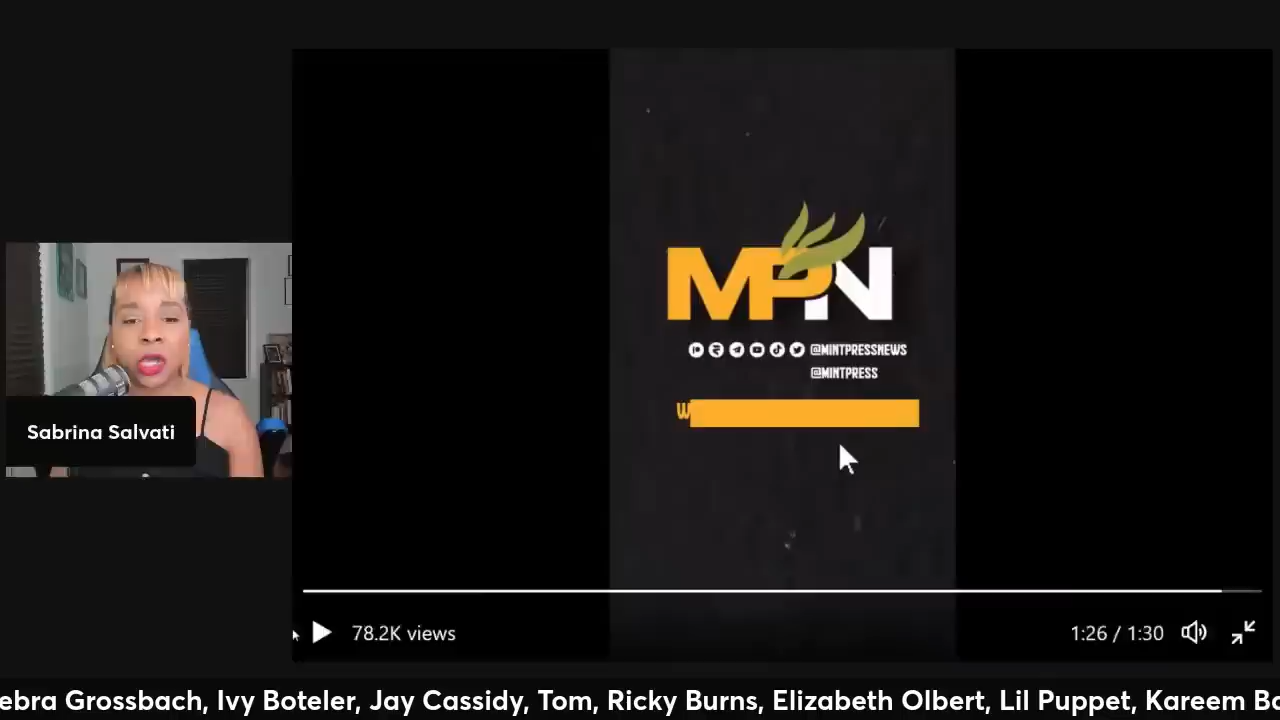 MPN
@MINTPRESSNEWS
@MINTPRESS
W
Sabrina Salvati
78.2K views
1:26 / 1:30
ebra Grossbach, Ivy Boteler, Jay Cassidy, Tom, Ricky Burns, Elizabeth Olbert, Lil Puppet, Kareem Ba